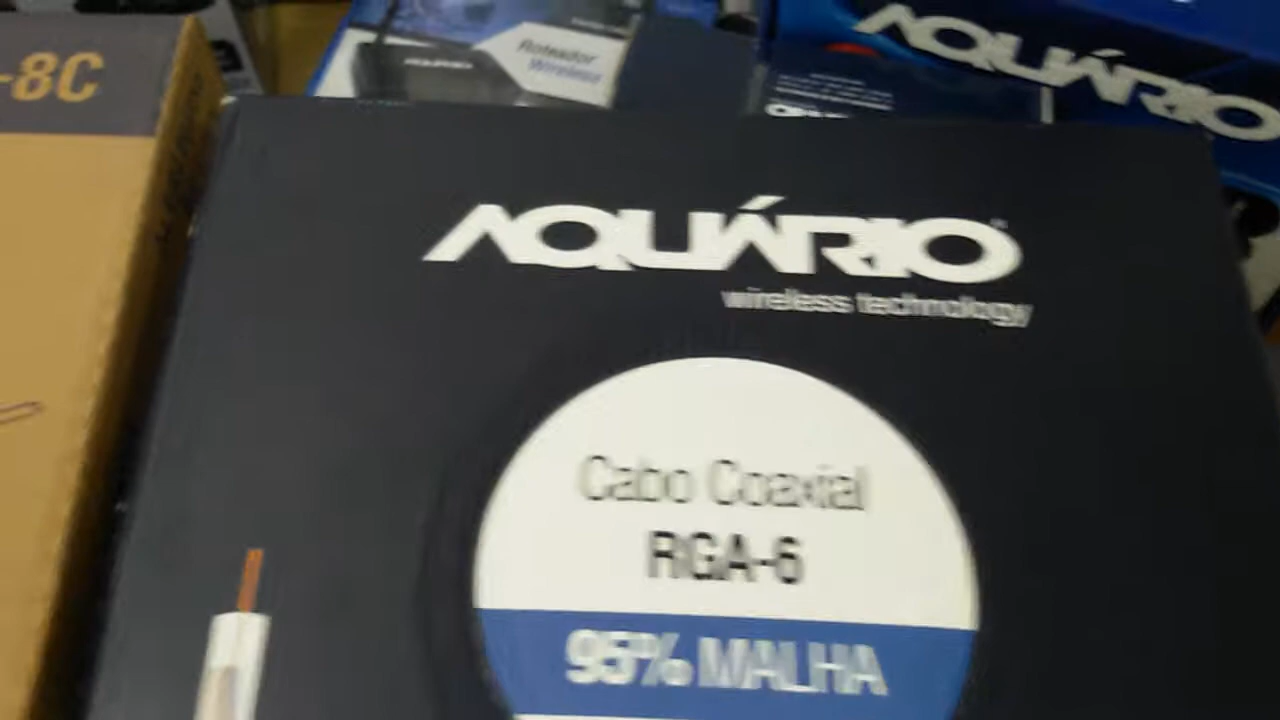 -8C
Roteador
Wireless
AQUÁRIO
AQUÁRIO
wireless technology
Cabo Coaxial
RGA-6
95% MALHA